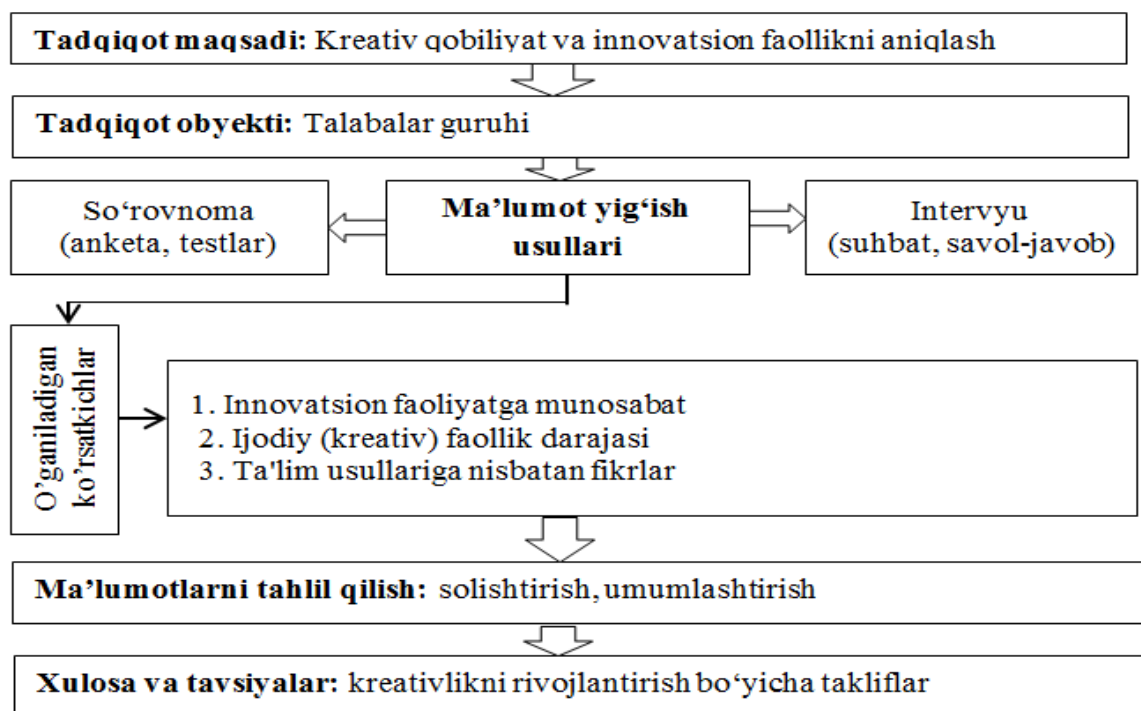 Tadqiqot maqsadi: Kreativ qobiliyat va innovatsion faollikni aniqlash
Tadqiqot obyekti: Talabalar guruhi
So‘rovnoma
(anketa, testlar)
Ma’lumot yig‘ish
usullari
Intervyu
(suhbat, savol-javob)
O’ganiladigan
ko’rsatkichlar
1. Innovatsion faoliyatga munosabat
2. Ijodiy (kreativ) faollik darajasi
3. Ta'lim usullariga nisbatan fikrlar
Ma’lumotlarni tahlil qilish: solishtirish, umumlashtirish
Xulosa va tavsiyalar: kreativlikni rivojlantirish bo‘yicha takliflar